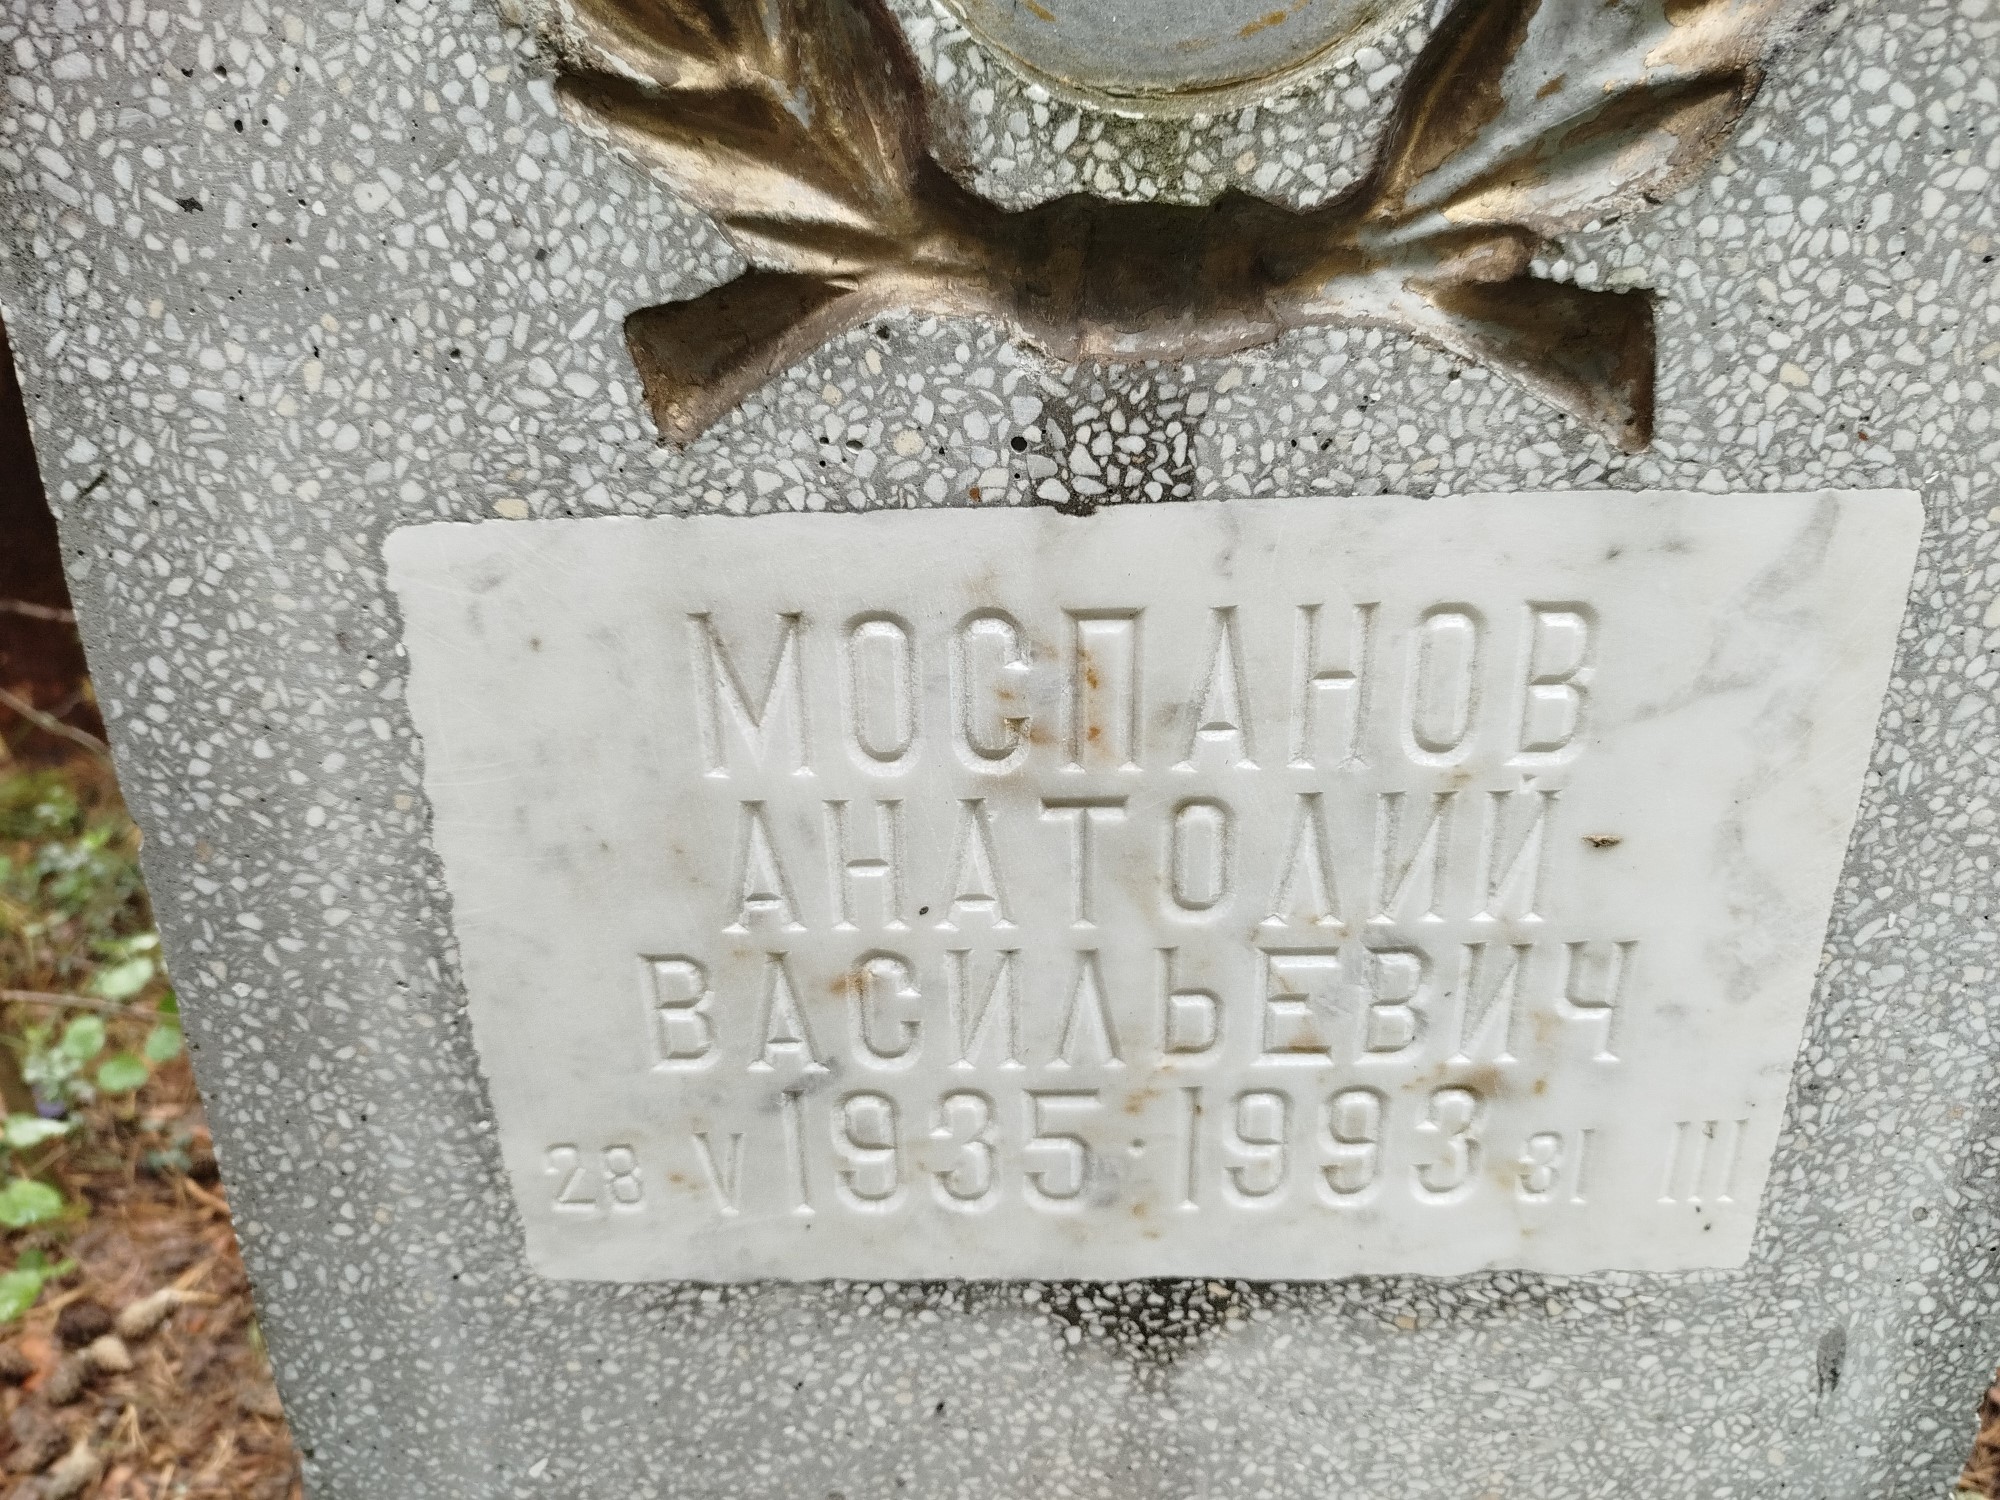 МОСПАНОВ
АНАТОЛИЙ
ВАСИЛЬЕВИЧ
28 V 1935·1993 31 III